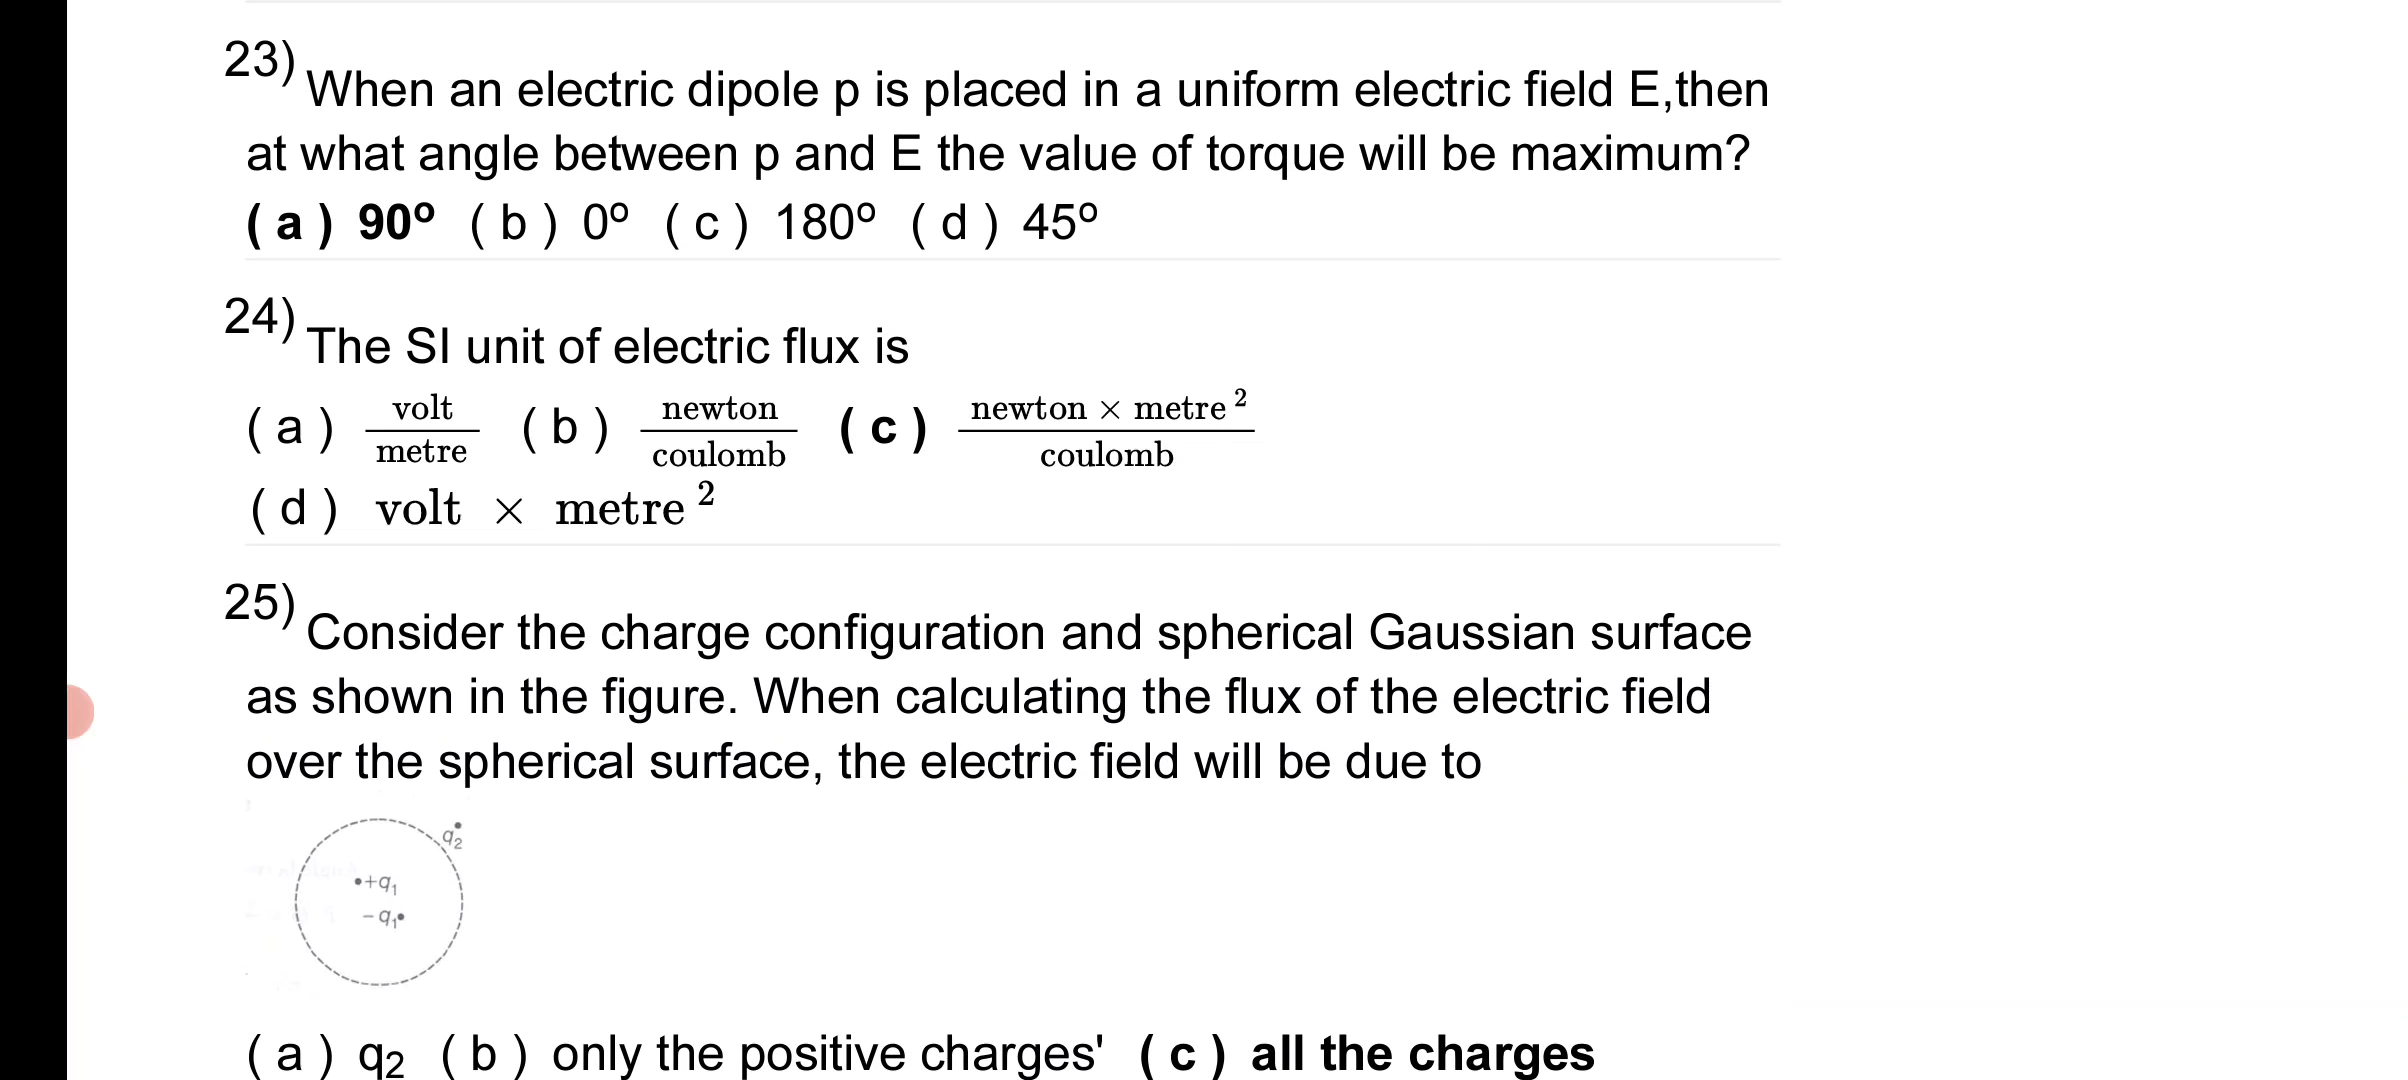 23)
When an electric dipole p is placed in a uniform electric field E,then
at what angle between p and E the value of torque will be maximum?
(a) 90º (b) 0º (c) 180º (d) 45º
24)
The SI unit of electric flux is
(a) volt/metre (b) newton/coulomb (c) newton × metre²/coulomb
(d) volt × metre²
25)
Consider the charge configuration and spherical Gaussian surface
as shown in the figure. When calculating the flux of the electric field
over the spherical surface, the electric field will be due to
q₂
+q₁
−q₁
(a) q₂ (b) only the positive charges' (c) all the charges